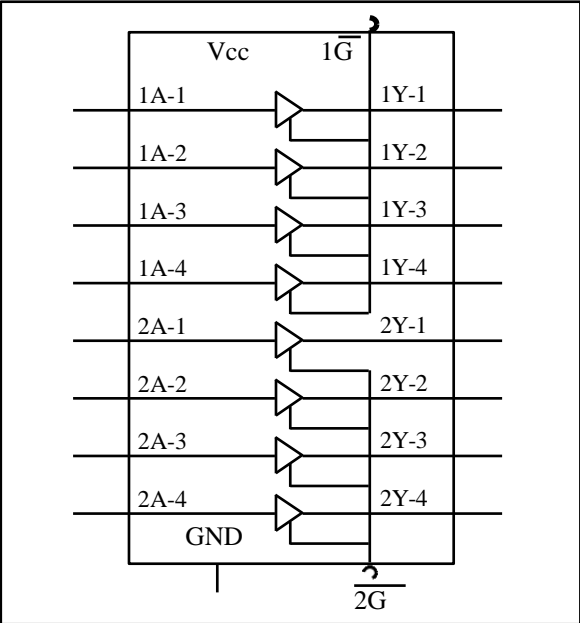 Vcc 1G̅
1A-1 1Y-1
1A-2 1Y-2
1A-3 1Y-3
1A-4 1Y-4
2A-1 2Y-1
2A-2 2Y-2
2A-3 2Y-3
2A-4 2Y-4
GND
2̅G̅